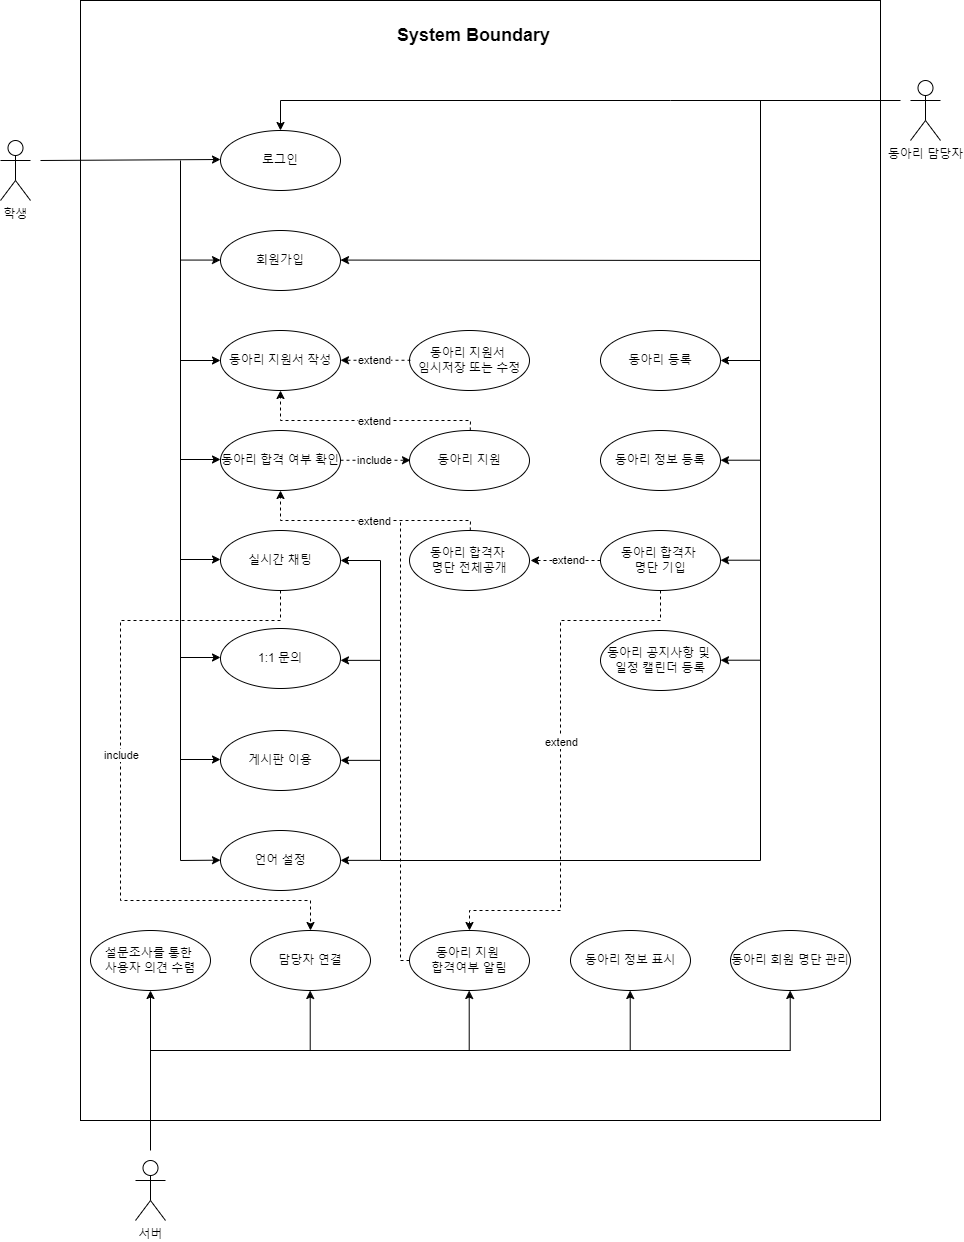 System Boundary
동아리 담당자
로그인
학생
회원가입
동아리 지원서 작성
extend
동아리 지원서
임시저장 또는 수정
동아리 등록
extend
동아리 합격 여부 확인
include
동아리 지원
동아리 정보 등록
extend
실시간 채팅
동아리 합격자
명단 전체공개
extend
동아리 합격자
명단 기입
1:1 문의
동아리 공지사항 및
일정 캘린더 등록
include
extend
게시판 이용
언어 설정
설문조사를 통한
사용자 의견 수렴
담당자 연결
동아리 지원
합격여부 알림
동아리 정보 표시
동아리 회원 명단 관리
서버